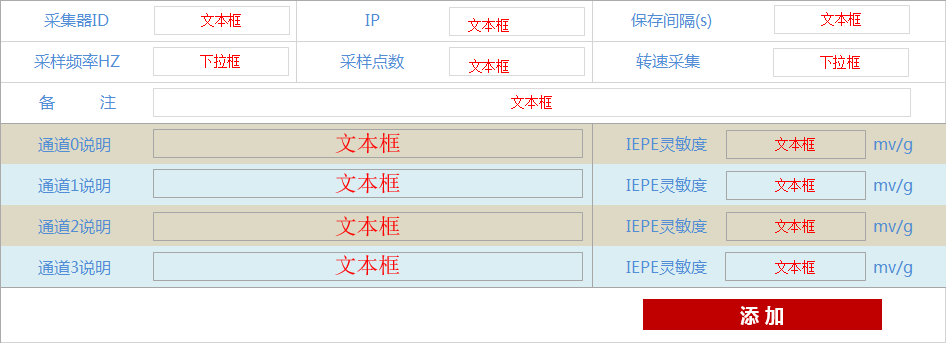 采集器ID 文本框 IP 文本框 保存间隔(s) 文本框
采样频率HZ 下拉框 采样点数 文本框 转速采集 下拉框
备 注 文本框
通道0说明 文本框 IEPE灵敏度 文本框 mv/g
通道1说明 文本框 IEPE灵敏度 文本框 mv/g
通道2说明 文本框 IEPE灵敏度 文本框 mv/g
通道3说明 文本框 IEPE灵敏度 文本框 mv/g
添加